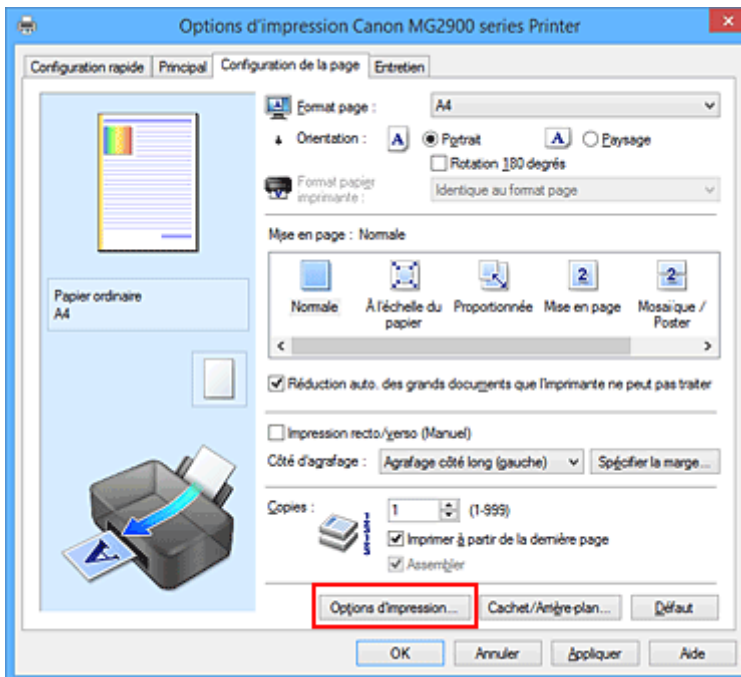 Options d'impression Canon MG2900 series Printer
Configuration rapide Principal Configuration de la page Entretien
Format page : A4
Orientation : A Portrait A Paysage
Rotation 180 degrés
Format papier imprimante : Identique au format page
Mise en page : Normale
Normale À l'échelle du papier Proportionnée Mise en page Mosaïque / Poster
Papier ordinaire
A4
Réduction auto. des grands documents que l'imprimante ne peut pas traiter
Impression recto/verso (Manuel)
Côté d'agrafage : Agrafage côté long (gauche) Spécifier la marge...
Copies : 1 (1-999)
Imprimer à partir de la dernière page
Assembler
Options d'impression... Cachet/Arrière-plan... Défaut
OK Annuler Appliquer Aide